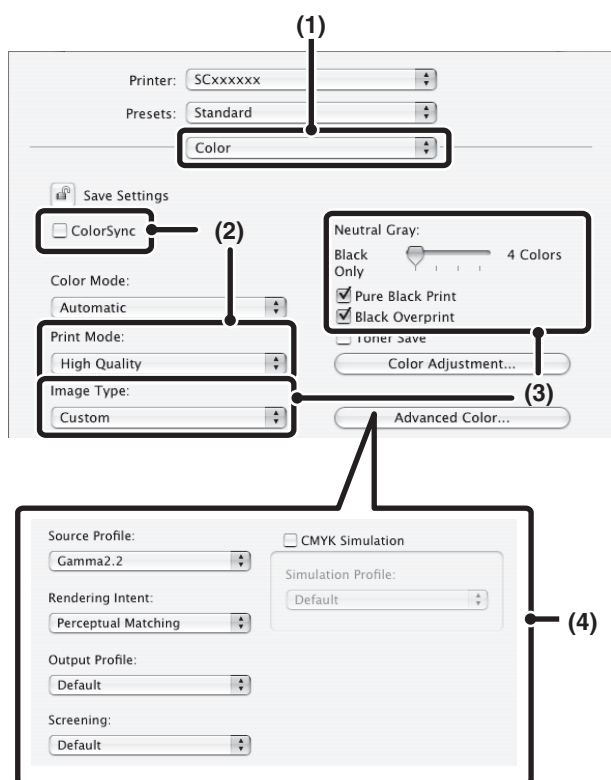 (1)
Printer: SCxxxxxx
Presets: Standard
Color
Save Settings
ColorSync
(2)
Color Mode:
Automatic
Print Mode:
High Quality
Image Type:
Custom
Neutral Gray:
Black Only
4 Colors
Pure Black Print
Black Overprint
Toner Save
Color Adjustment...
(3)
Advanced Color...
Source Profile:
Gamma2.2
Rendering Intent:
Perceptual Matching
Output Profile:
Default
Screening:
Default
CMYK Simulation
Simulation Profile:
Default
(4)